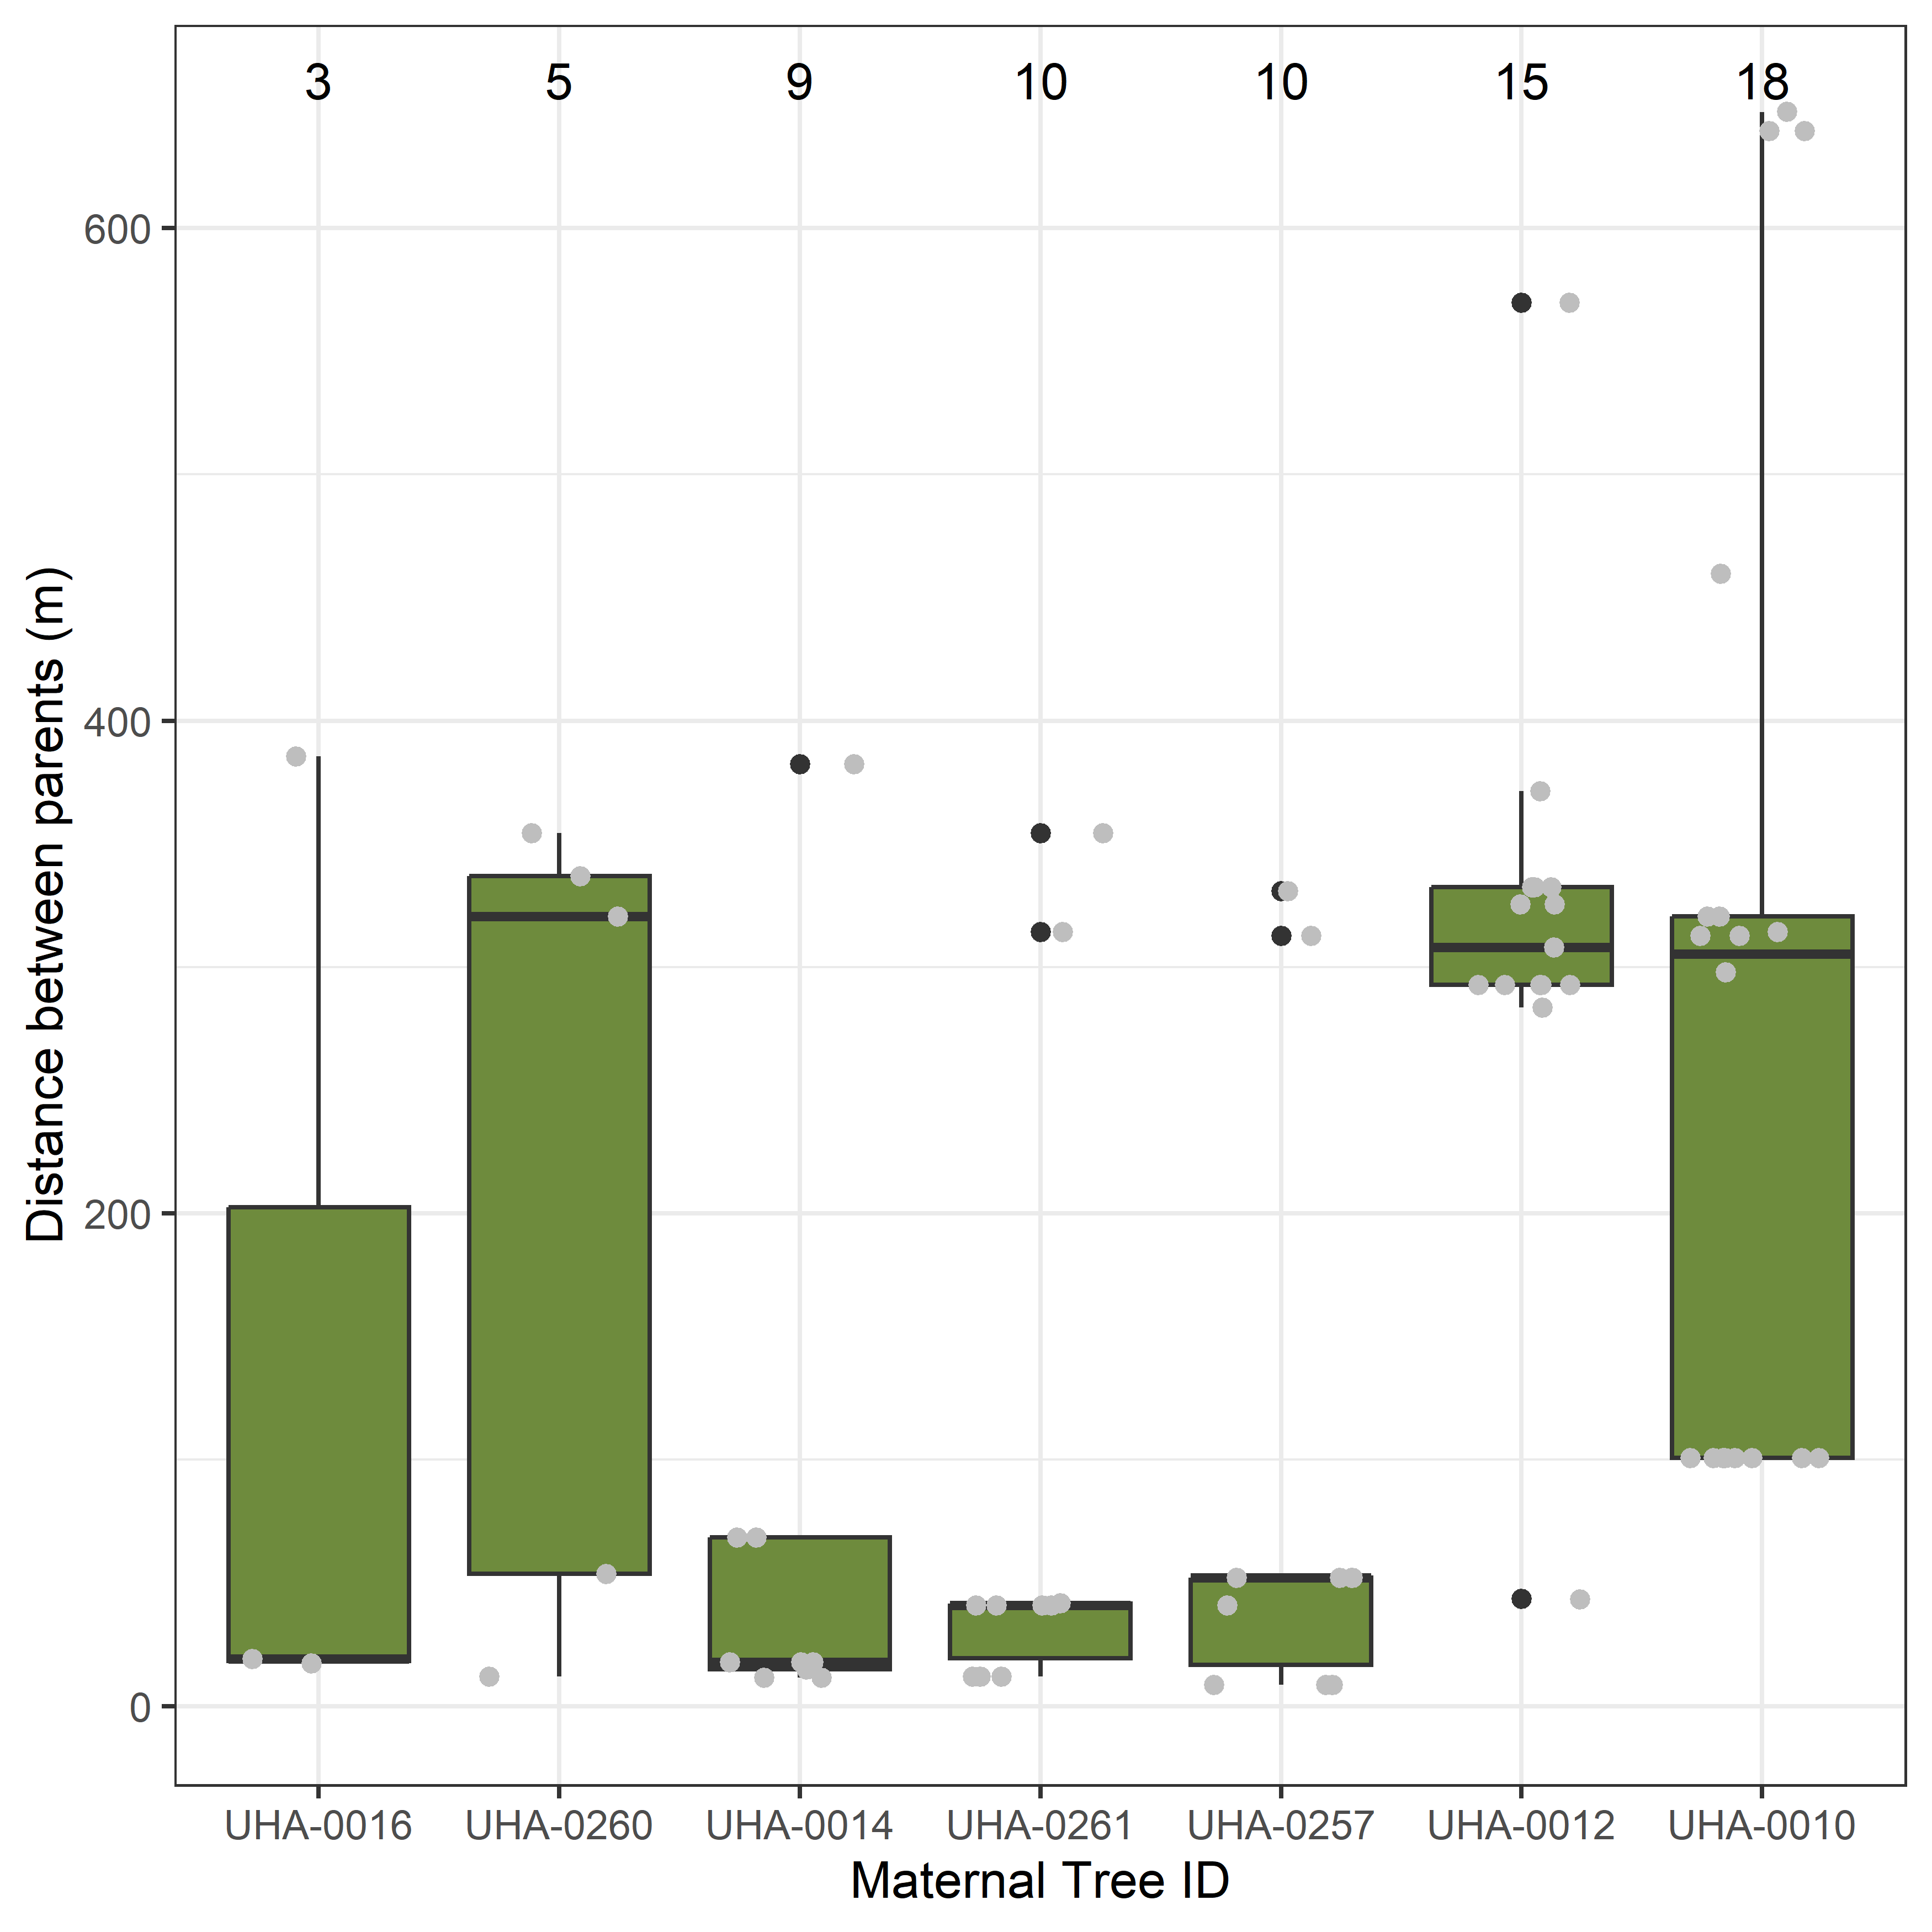 3 5 9 10 10 15 18
600
400
200
0
Distance between parents (m)
UHA-0016 UHA-0260 UHA-0014 UHA-0261 UHA-0257 UHA-0012 UHA-0010
Maternal Tree ID